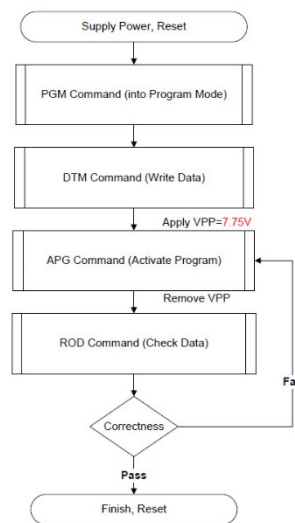 Supply Power, Reset
PGM Command (into Program Mode)
DTM Command (Write Data)
Apply VPP=7.75V
APG Command (Activate Program)
Remove VPP
ROD Command (Check Data)
Fa
Correctness
Pass
Finish, Reset